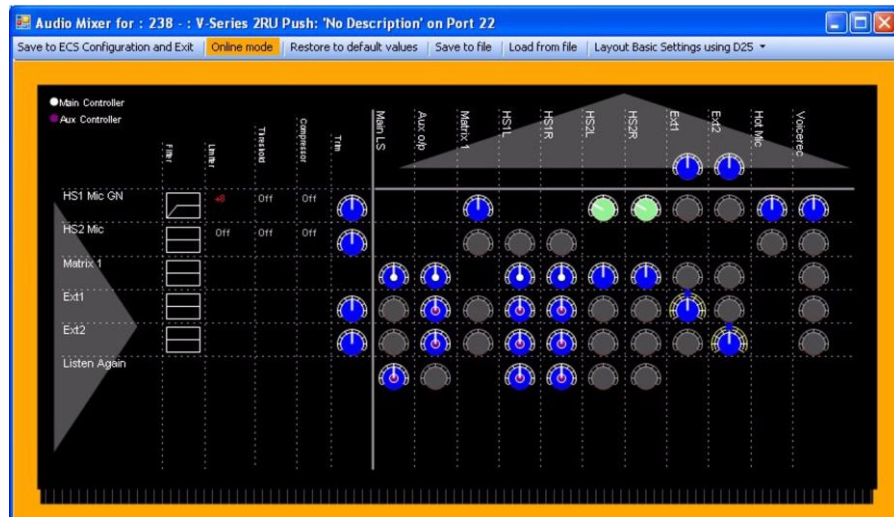 Audio Mixer for : 238 - : V-Series 2RU Push: 'No Description' on Port 22
Save to ECS Configuration and Exit Online mode Restore to default values Save to file Load from file Layout Basic Settings using D25
Main Controller
Aux Controller
Filter Limiter Threshold Compressor Trim Main LS Aux o/p Matrix 1 HS1L HS1R HS2L HS2R Ext1 Ext2 Hot Mic Voicerec
HS1 Mic GN +8 Off Off
HS2 Mic Off Off Off
Matrix 1
Ext1
Ext2
Listen Again